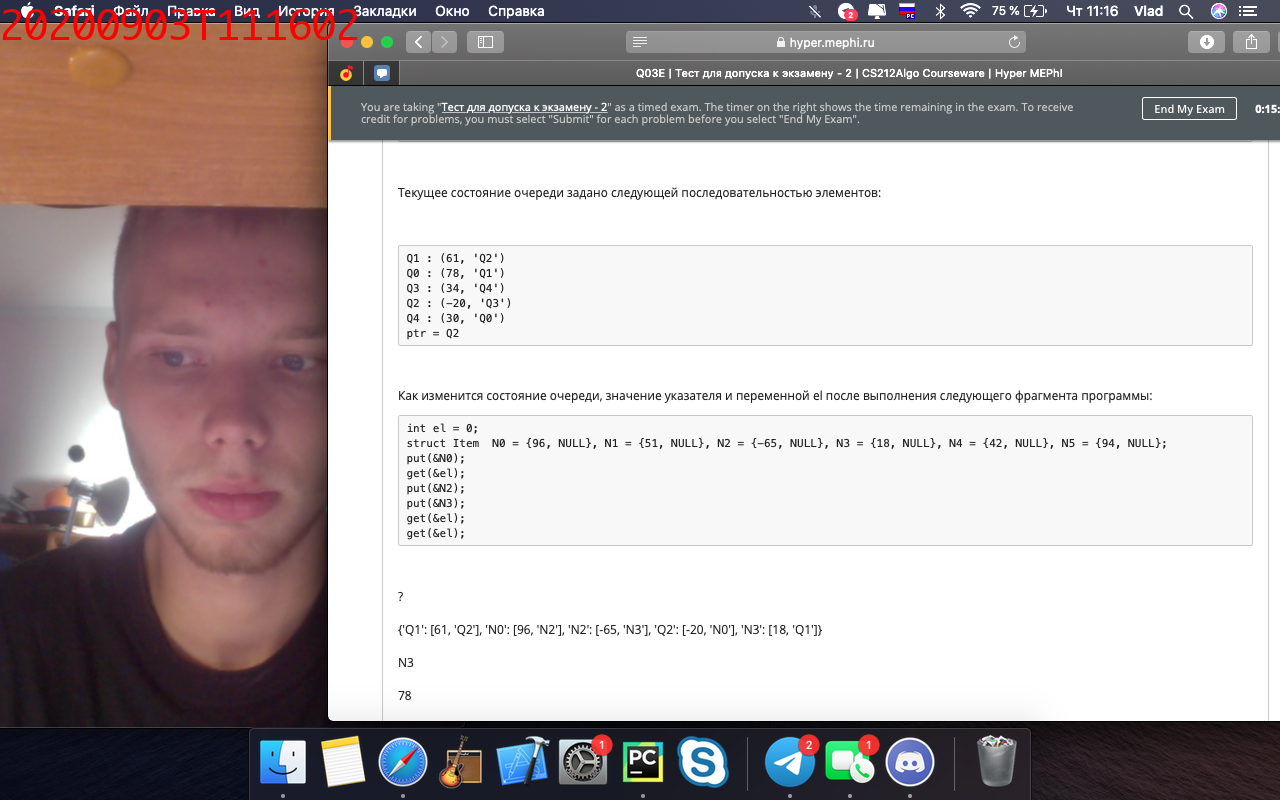 Safari Файл Правка Вид История Закладки Окно Справка 2 РС 75 % Чт 11:16 Vlad
20200903T111602
hyper.mephi.ru
Q03E | Тест для допуска к экзамену - 2 | CS212Algo Courseware | Hyper MEPhI
You are taking "Тест для допуска к экзамену - 2" as a timed exam. The timer on the right shows the time remaining in the exam. To receive
credit for problems, you must select "Submit" for each problem before you select "End My Exam".
End My Exam
0:15:
Текущее состояние очереди задано следующей последовательностью элементов:
Q1 : (61, 'Q2')
Q0 : (78, 'Q1')
Q3 : (34, 'Q4')
Q2 : (-20, 'Q3')
Q4 : (30, 'Q0')
ptr = Q2
Как изменится состояние очереди, значение указателя и переменной el после выполнения следующего фрагмента программы:
int el = 0;
struct Item  N0 = {96, NULL}, N1 = {51, NULL}, N2 = {-65, NULL}, N3 = {18, NULL}, N4 = {42, NULL}, N5 = {94, NULL};
put(&N0);
get(&el);
put(&N2);
put(&N3);
get(&el);
get(&el);
?
{'Q1': [61, 'Q2'], 'N0': [96, 'N2'], 'N2': [-65, 'N3'], 'Q2': [-20, 'N0'], 'N3': [18, 'Q1']}
N3
78
1
PC
2
1